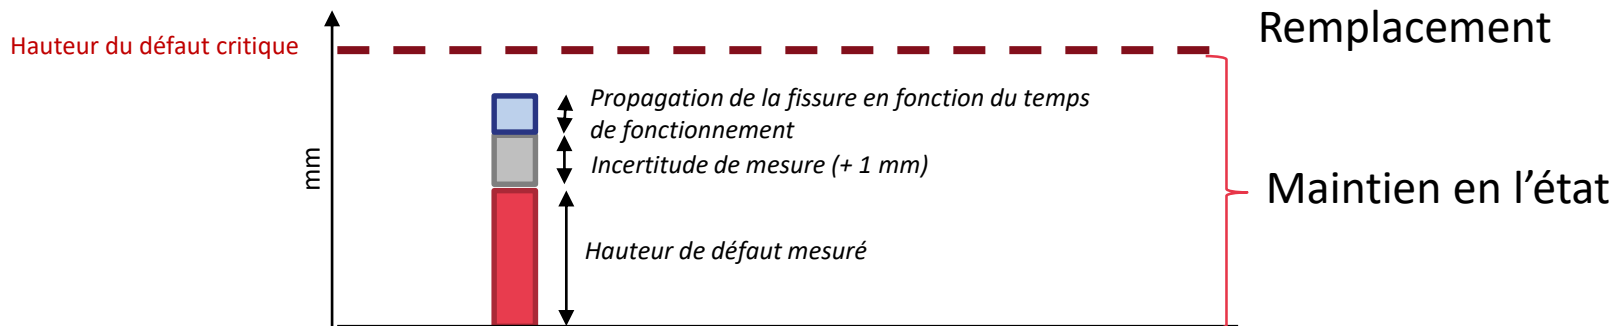 Remplacement
Hauteur du défaut critique
Propagation de la fissure en fonction du temps
de fonctionnement
Incertitude de mesure (+ 1 mm)
mm
Maintien en l’état
Hauteur de défaut mesuré